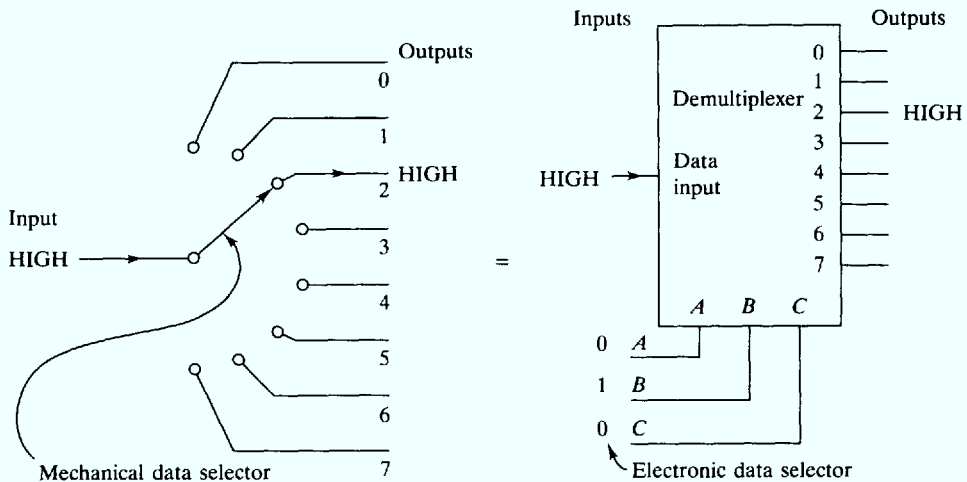 Outputs
0
1
HIGH
2
Input
HIGH
3
4
5
6
7
Mechanical data selector
=
Inputs
Outputs
0
1
Demultiplexer
2
HIGH
3
Data
input
HIGH
4
5
6
7
A B C
0 A
1 B
0 C
Electronic data selector